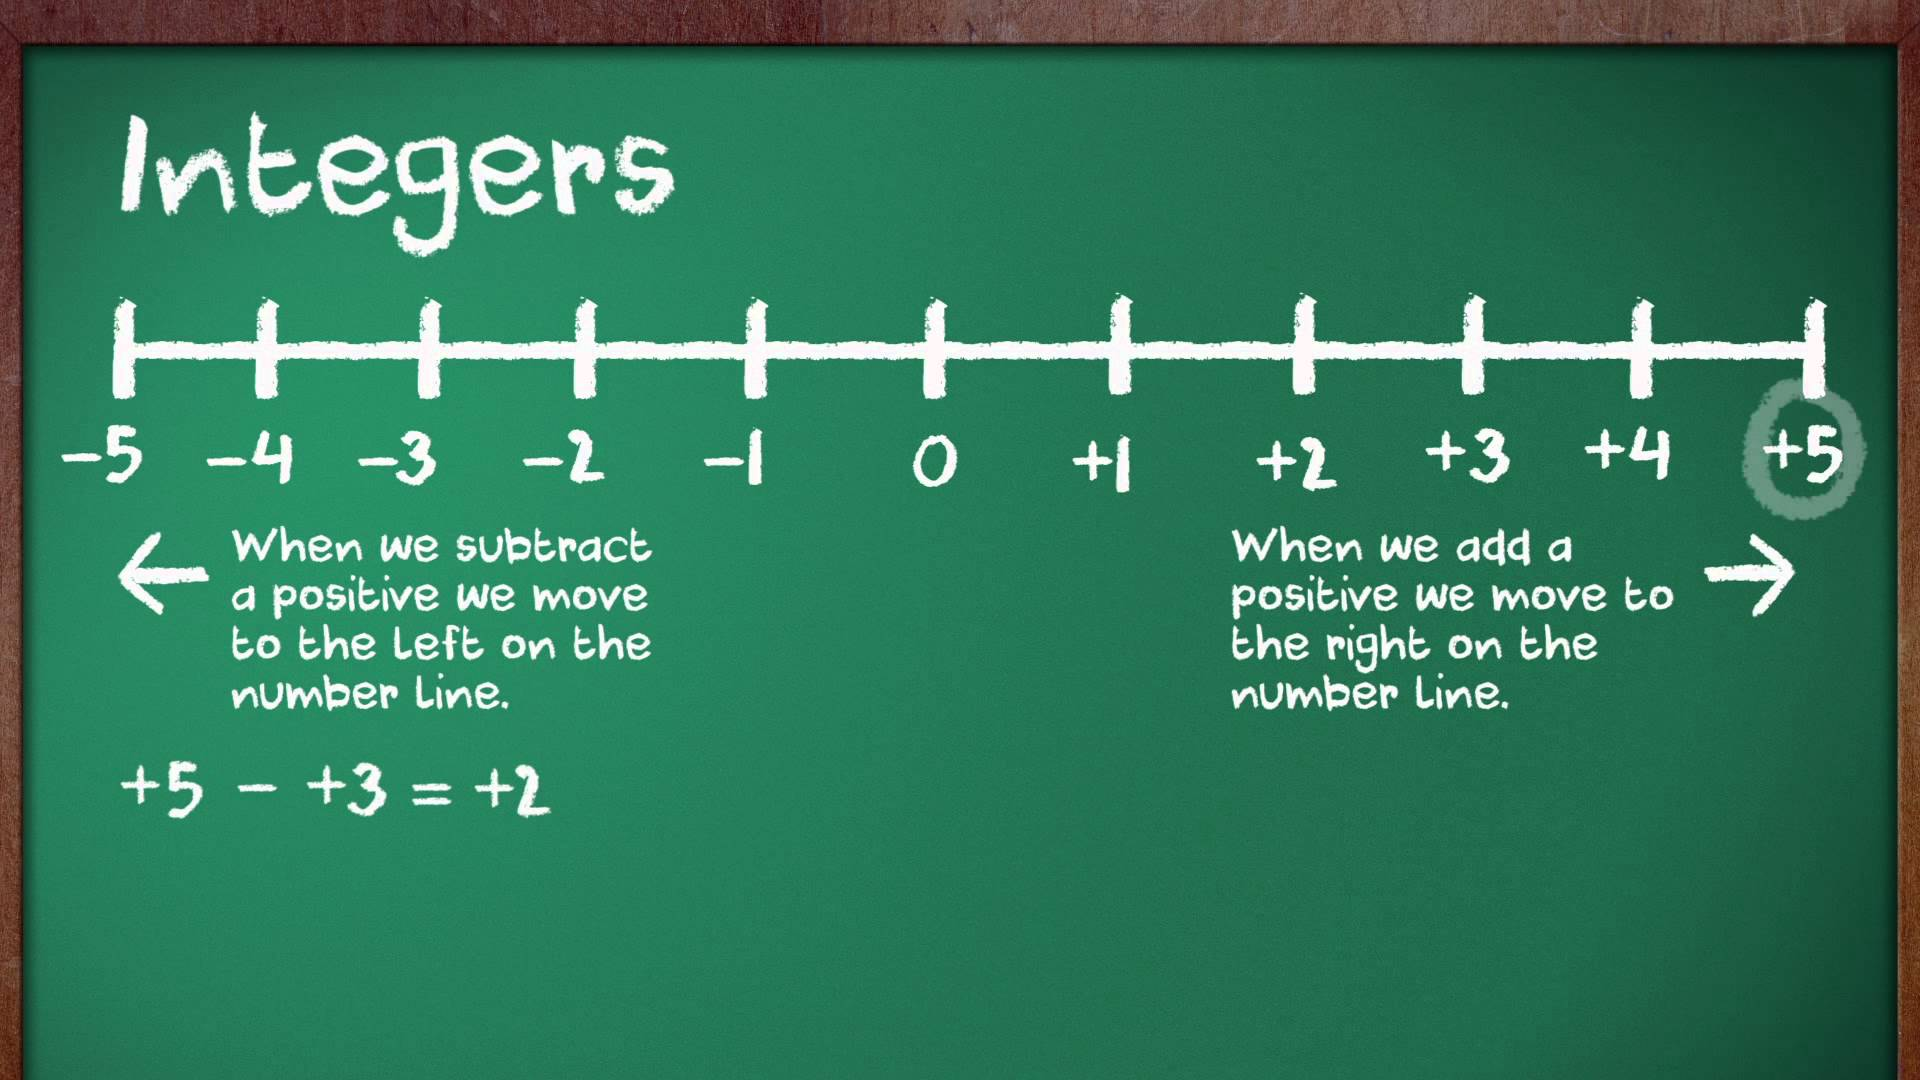 Integers
-5 -4 -3 -2 -1 0 +1 +2 +3 +4 +5
When we subtract
a positive we move
to the left on the
number line.
When we add a
positive we move to
the right on the
number line.
+5 - +3 = +2